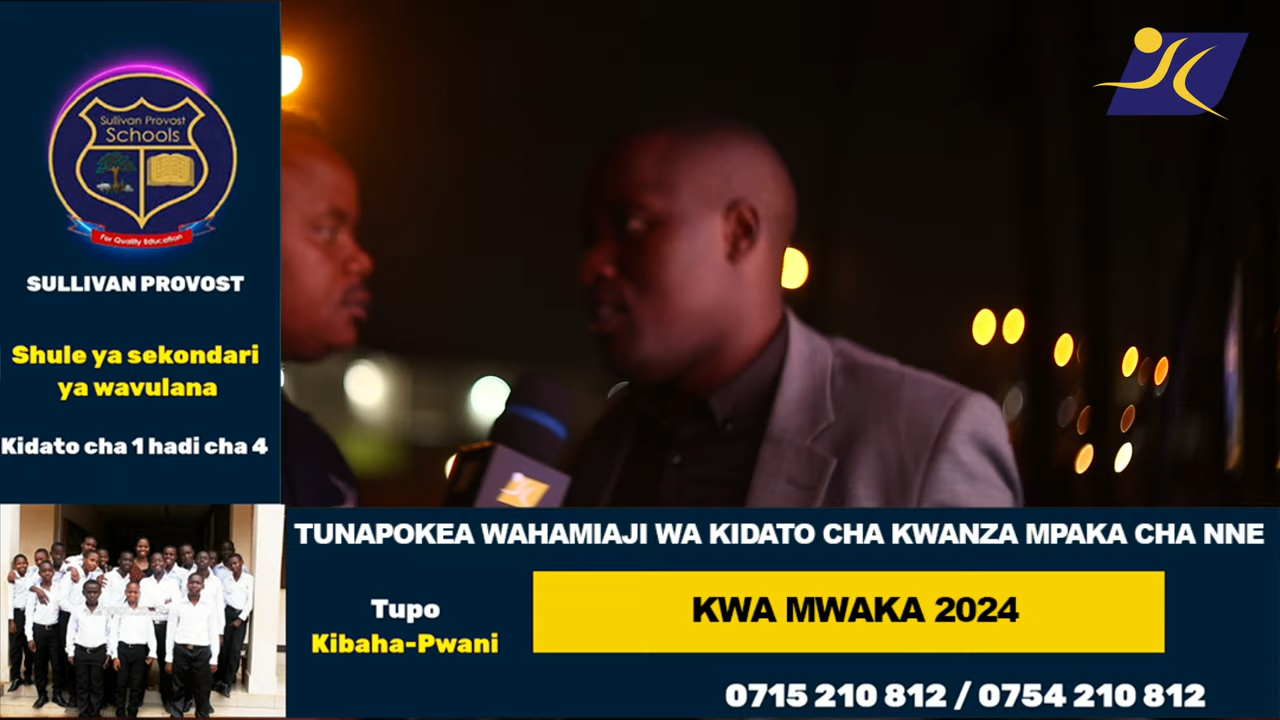 Sullivan Provost
Schools
For Quality Education
SULLIVAN PROVOST
Shule ya sekondari
ya wavulana
Kidato cha 1 hadi cha 4
TUNAPOKEA WAHAMIAJI WA KIDATO CHA KWANZA MPAKA CHA NNE
Tupo
Kibaha-Pwani
KWA MWAKA 2024
0715 210 812 / 0754 210 812